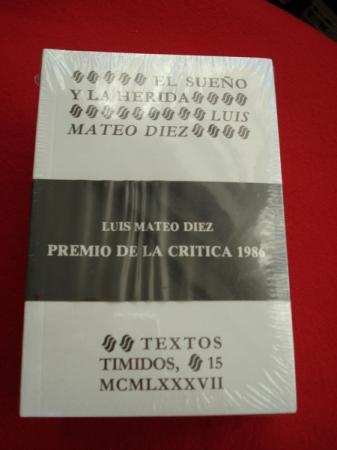 EL SUEÑO
Y LA HERIDA
LUIS
MATEO DIEZ
LUIS MATEO DIEZ
PREMIO DE LA CRITICA 1986
TEXTOS
TIMIDOS, 15
MCMLXXXVII